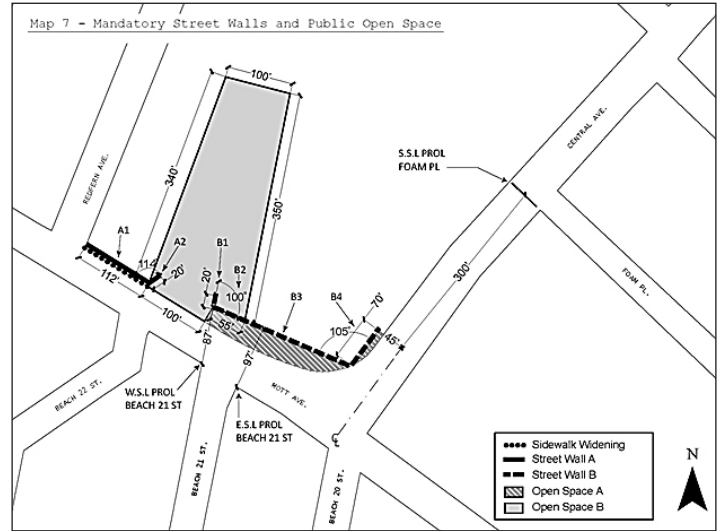 Map 7 - Mandatory Street Walls and Public Open Space
100'
REDFERN AVE.
340'
350'
CENTRAL AVE.
S.S.L PROL
FOAM PL
A1
A2
B1
B2
114°
20'
20'
112'
100°
100'
55'
87'
97'
B3
B4
105°
70'
45'
300'
FOAM PL.
MOTT AVE.
BEACH 22 ST.
W.S.L PROL
BEACH 21 ST
E.S.L PROL
BEACH 21 ST
BEACH 21 ST.
BEACH 20 ST.
Sidewalk Widening
Street Wall A
Street Wall B
Open Space A
Open Space B
N